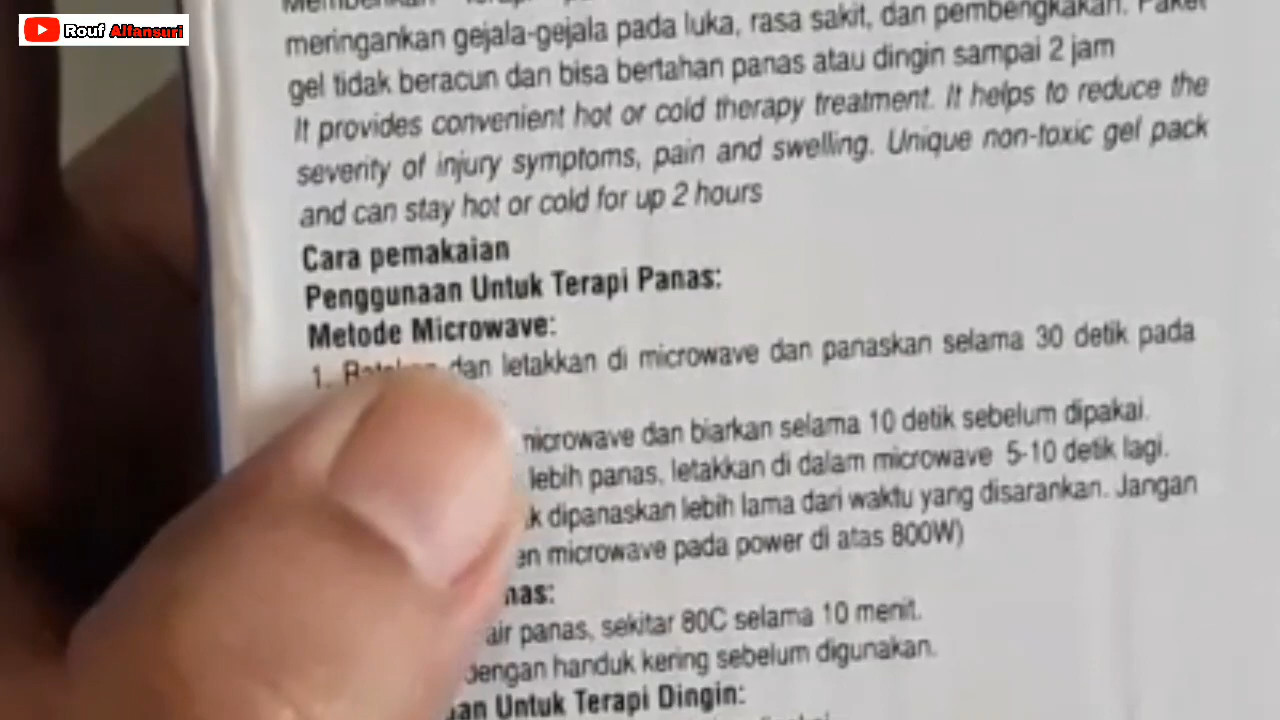 Rouf Alfansuri
meringankan gejala-gejala pada luka, rasa sakit, dan pembengkakan. Paket
gel tidak beracun dan bisa bertahan panas atau dingin sampai 2 jam
It provides convenient hot or cold therapy treatment. It helps to reduce the
severity of injury symptoms, pain and swelling. Unique non-toxic gel pack
and can stay hot or cold for up 2 hours
Cara pemakaian
Penggunaan Untuk Terapi Panas:
Metode Microwave:
1. dan letakkan di microwave dan panaskan selama 30 detik pada
microwave dan biarkan selama 10 detik sebelum dipakai.
lebih panas, letakkan di dalam microwave 5-10 detik lagi.
dipanaskan lebih lama dari waktu yang disarankan. Jangan
microwave pada power di atas 800W)
air panas, sekitar 80C selama 10 menit.
dengan handuk kering sebelum digunakan.
Untuk Terapi Dingin: